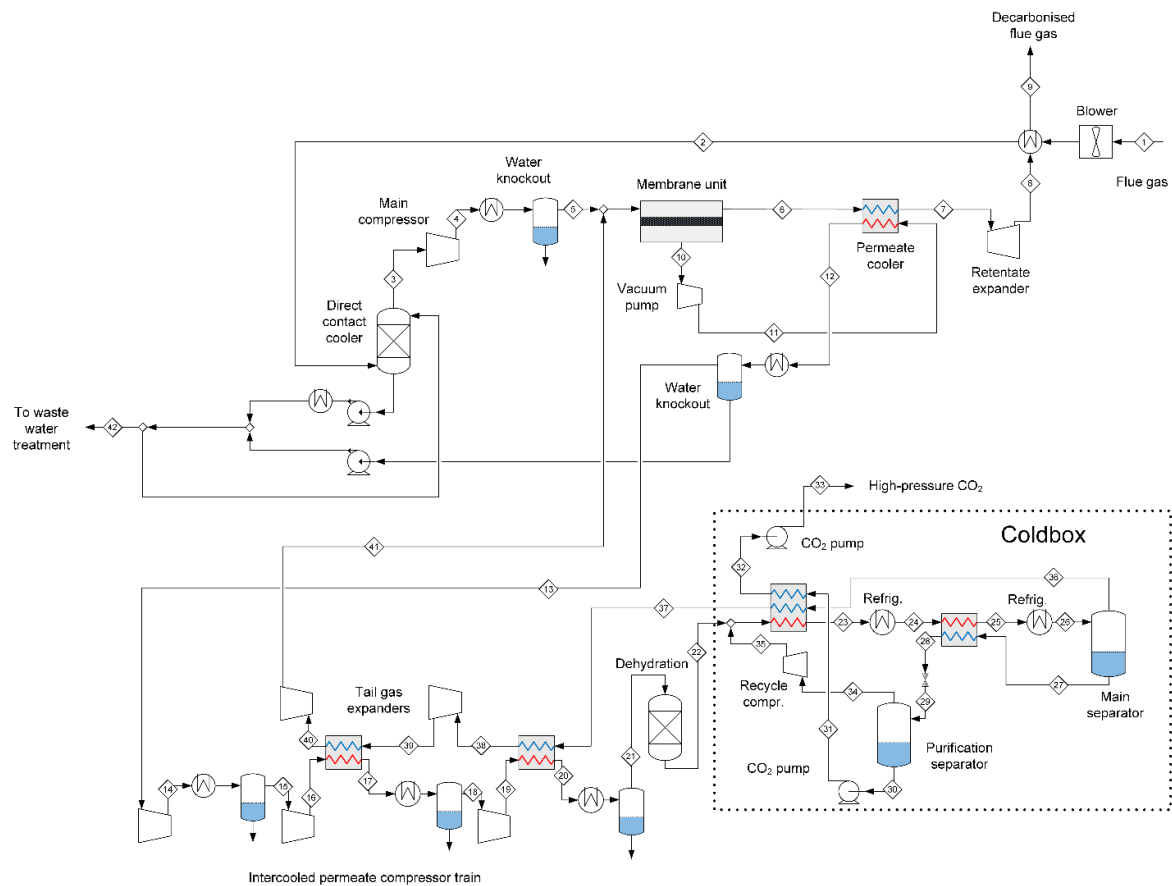 Decarbonised
flue gas
9
Blower
2
1
Flue gas
8
Water
knockout
Membrane unit
Main
compressor
4
5
6
7
Permeate
cooler
Retentate
expander
10
12
3
Vacuum
pump
11
Direct
contact
cooler
Water
knockout
To waste
water
treatment
42
33
High-pressure CO2
Coldbox
CO2 pump
41
32
13
37
36
Refrig.
Refrig.
23
24
25
26
22
28
27
Main
separator
Dehydration
35
Recycle
compr.
34
29
31
Tail gas
expanders
40
39
38
21
Purification
separator
CO2 pump
30
14
15
16
17
18
19
20
Intercooled permeate compressor train